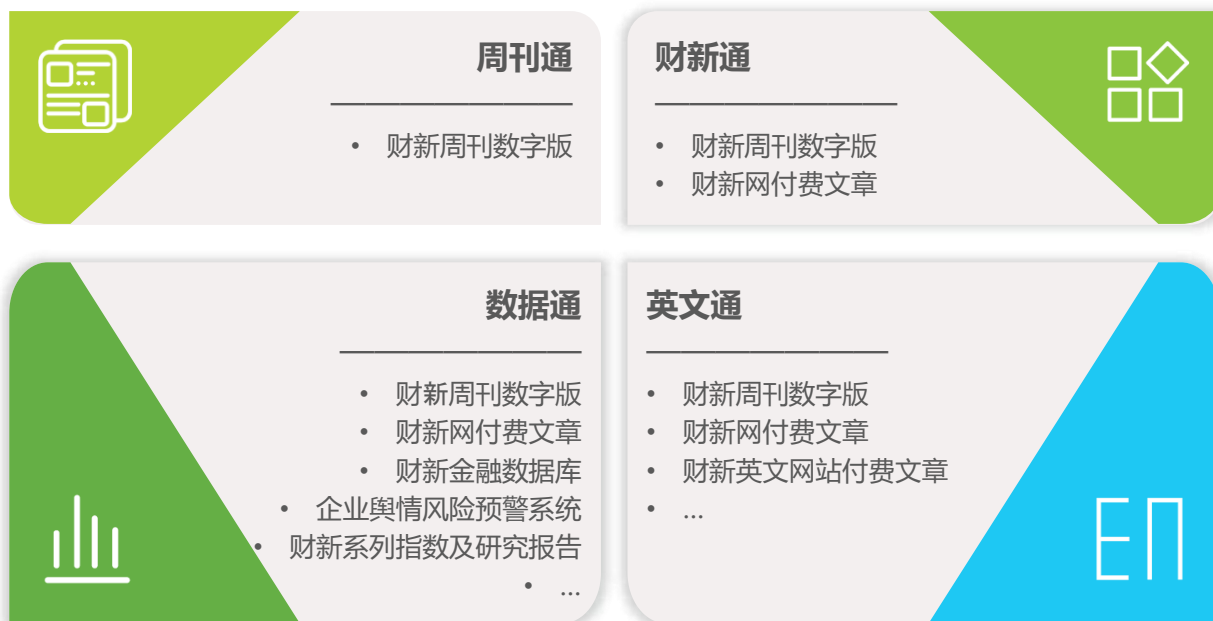 周刊通
• 财新周刊数字版
财新通
• 财新周刊数字版
• 财新网付费文章
数据通
• 财新周刊数字版
• 财新网付费文章
• 财新金融数据库
• 企业舆情风险预警系统
• 财新系列指数及研究报告
• ...
英文通
• 财新周刊数字版
• 财新网付费文章
• 财新英文网站付费文章
• ...
En